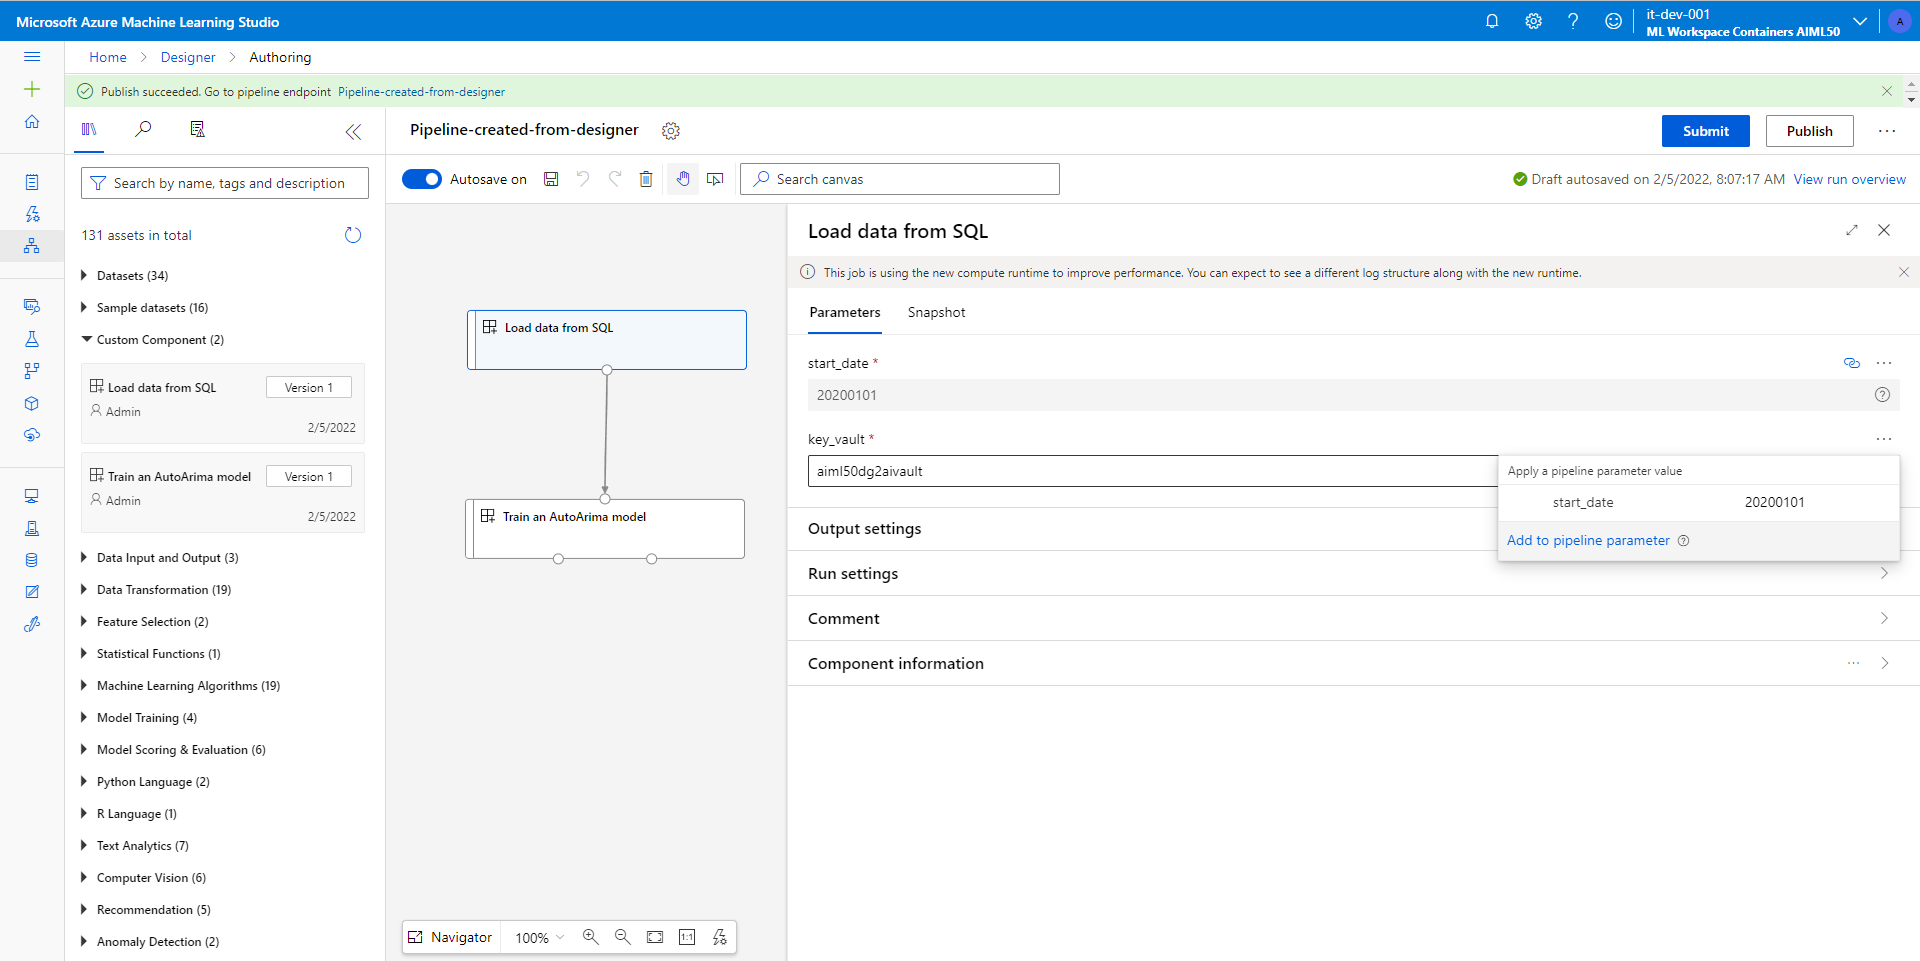 Microsoft Azure Machine Learning Studio
it-dev-001
ML Workspace Containers AIML50
A
Home > Designer > Authoring
Publish succeeded. Go to pipeline endpoint Pipeline-created-from-designer
Pipeline-created-from-designer
Submit
Publish
Search by name, tags and description
Autosave on
Search canvas
Draft autosaved on 2/5/2022, 8:07:17 AM View run overview
131 assets in total
Datasets (34)
Sample datasets (16)
Custom Component (2)
Load data from SQL
Version 1
Admin
2/5/2022
Train an AutoArima model
Version 1
Admin
2/5/2022
Data Input and Output (3)
Data Transformation (19)
Feature Selection (2)
Statistical Functions (1)
Machine Learning Algorithms (19)
Model Training (4)
Model Scoring & Evaluation (6)
Python Language (2)
R Language (1)
Text Analytics (7)
Computer Vision (6)
Recommendation (5)
Anomaly Detection (2)
Load data from SQL
Train an AutoArima model
Navigator
100%
1:1
Load data from SQL
This job is using the new compute runtime to improve performance. You can expect to see a different log structure along with the new runtime.
Parameters
Snapshot
start_date *
20200101
key_vault *
aiml50dg2aivault
Apply a pipeline parameter value
start_date 20200101
Add to pipeline parameter
Output settings
Run settings
Comment
Component information